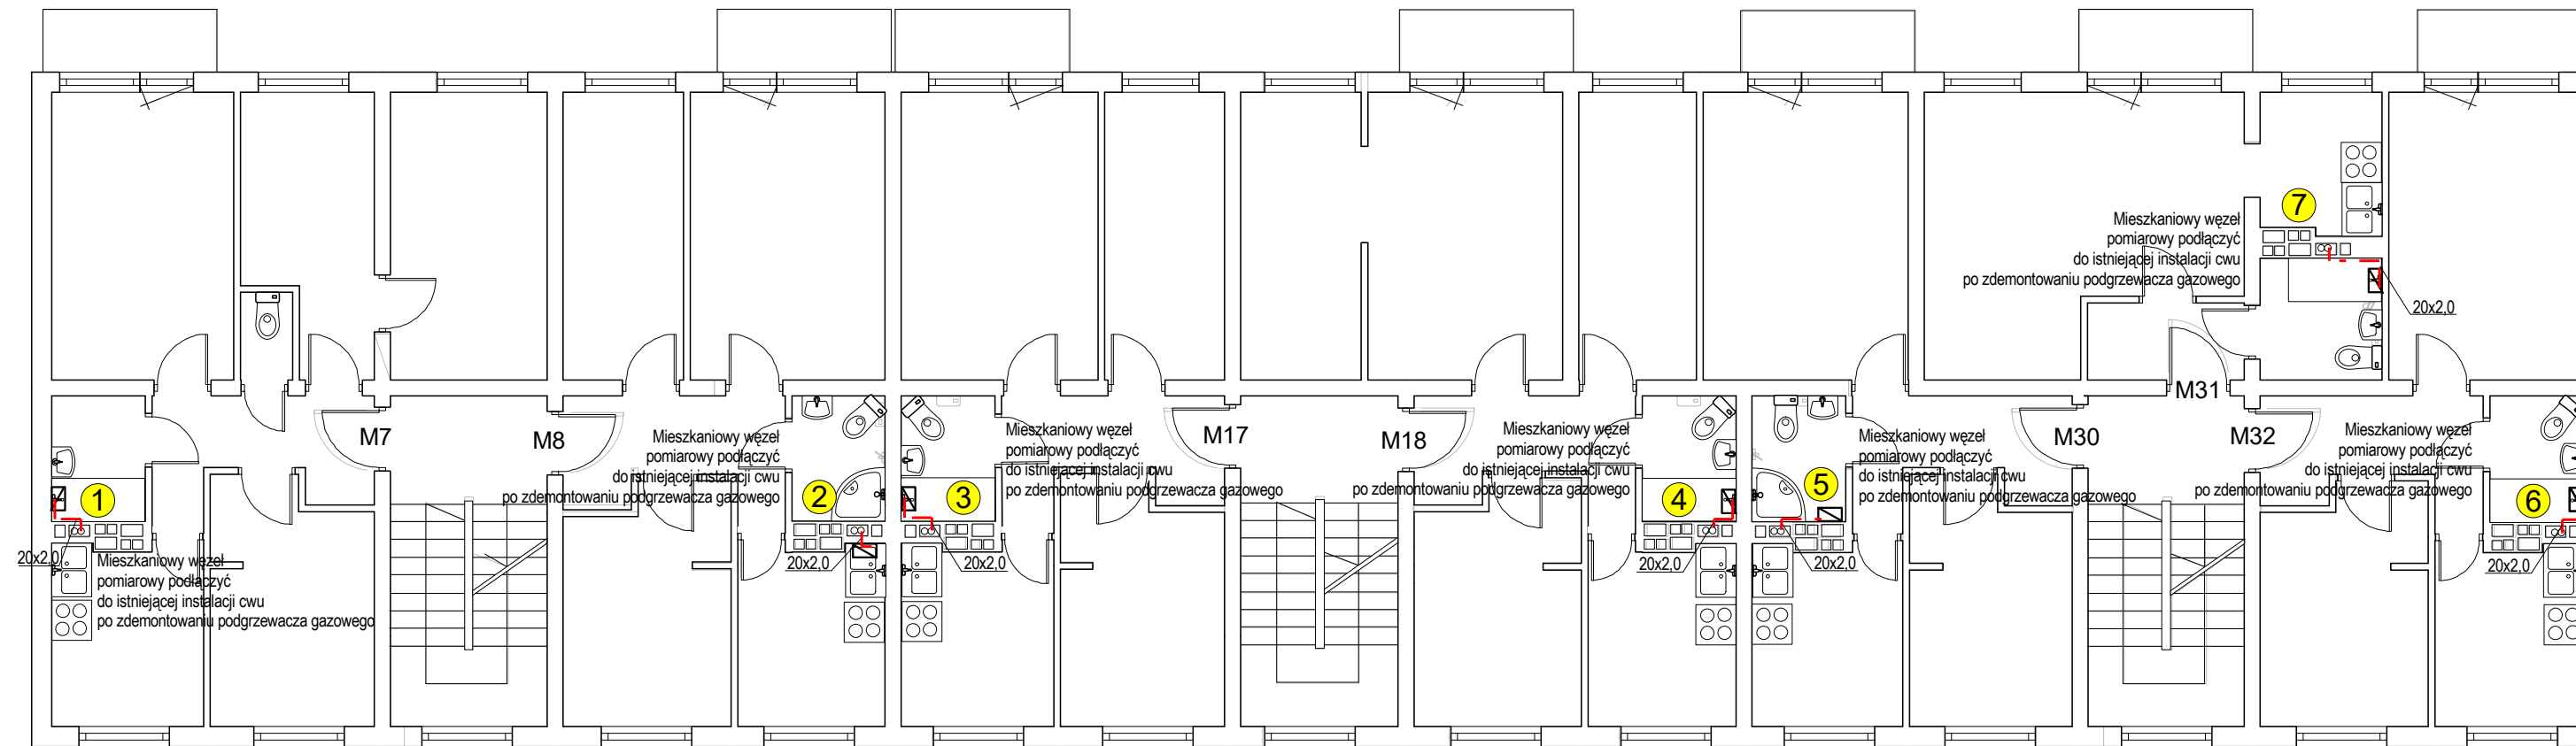 7
Mieszkaniowy węzeł
pomiarowy podłączyć
do istniejącej instalacji cwu
po zdemontowaniu podgrzewacza gazowego
20x2,0
M31
M7
M8
Mieszkaniowy węzeł
pomiarowy podłączyć
do istniejącej instalacji cwu
po zdemontowaniu podgrzewacza gazowego
Mieszkaniowy węzeł
pomiarowy podłączyć
do istniejącej instalacji cwu
po zdemontowaniu podgrzewacza gazowego
M17
M18
Mieszkaniowy węzeł
pomiarowy podłączyć
do istniejącej instalacji cwu
po zdemontowaniu podgrzewacza gazowego
Mieszkaniowy węzeł
pomiarowy podłączyć
do istniejącej instalacji cwu
po zdemontowaniu podgrzewacza gazowego
M30
M32
Mieszkaniowy węzeł
pomiarowy podłączyć
do istniejącej instalacji cwu
po zdemontowaniu podgrzewacza gazowego
1
2
3
4
5
6
20x2,0
Mieszkaniowy węzeł
pomiarowy podłączyć
do istniejącej instalacji cwu
po zdemontowaniu podgrzewacza gazowego
20x2,0
20x2,0
20x2,0
20x2,0
20x2,0